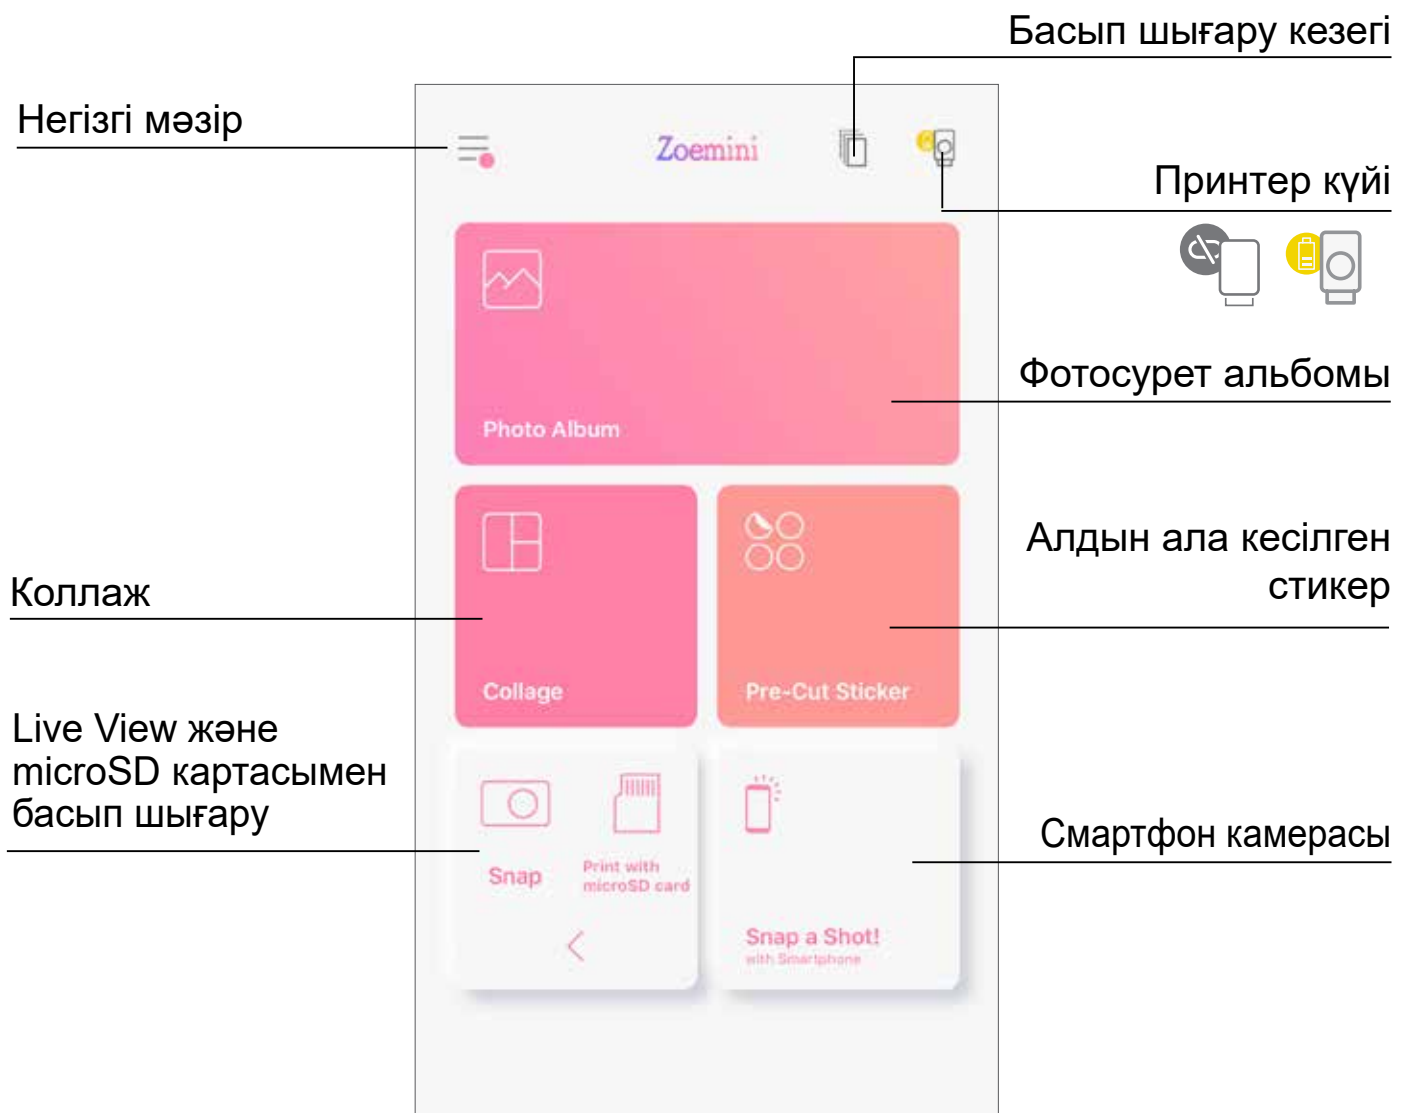 Басып шығару кезегі
Негізгі мәзір
Zoemini
Принтер күйі
Фотосурет альбомы
Photo Album
Алдын ала кесілген
стикер
Коллаж
Collage
Pre-Cut Sticker
Live View және
microSD картасымен
басып шығару
Смартфон камерасы
Snap
Print with
microSD card
Snap a Shot!
with Smartphone